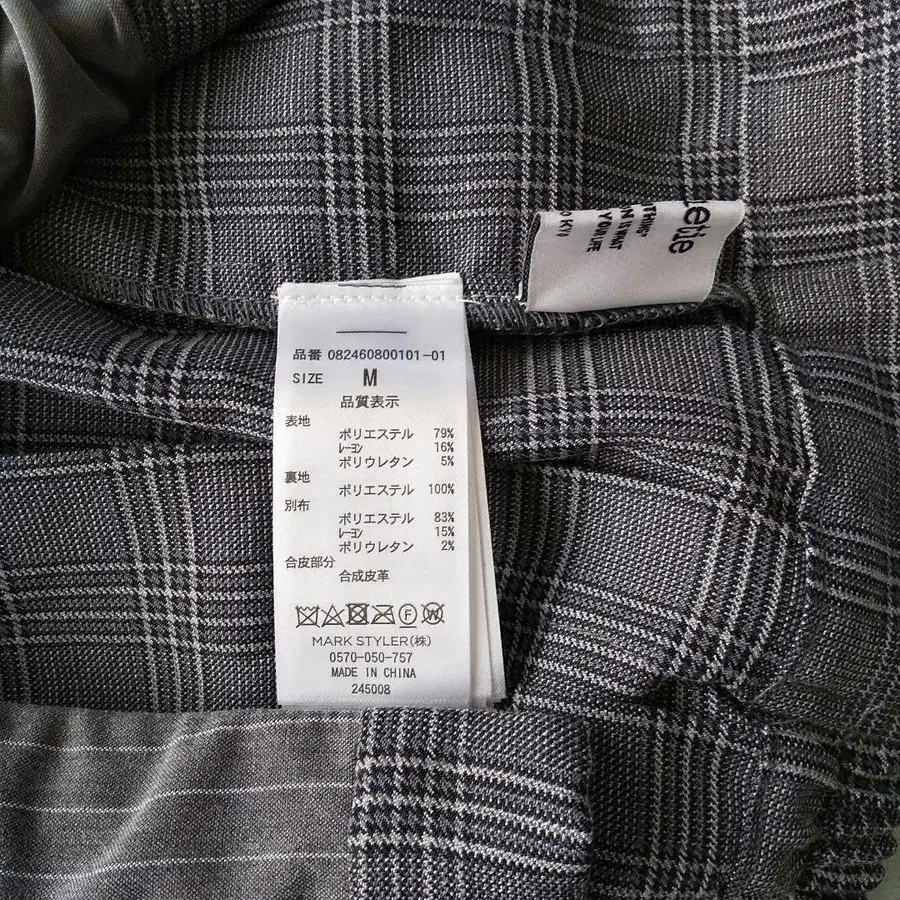 品番 082460800101-01
SIZE M
品質表示
表地
ポリエステル 79%
レーヨン 16%
ポリウレタン 5%
裏地
ポリエステル 100%
別布
ポリエステル 83%
レーヨン 15%
ポリウレタン 2%
合皮部分
合成皮革
F
W
MARK STYLER(株)
0570-050-757
MADE IN CHINA
245008
IS WHAT
YOUR LIFE